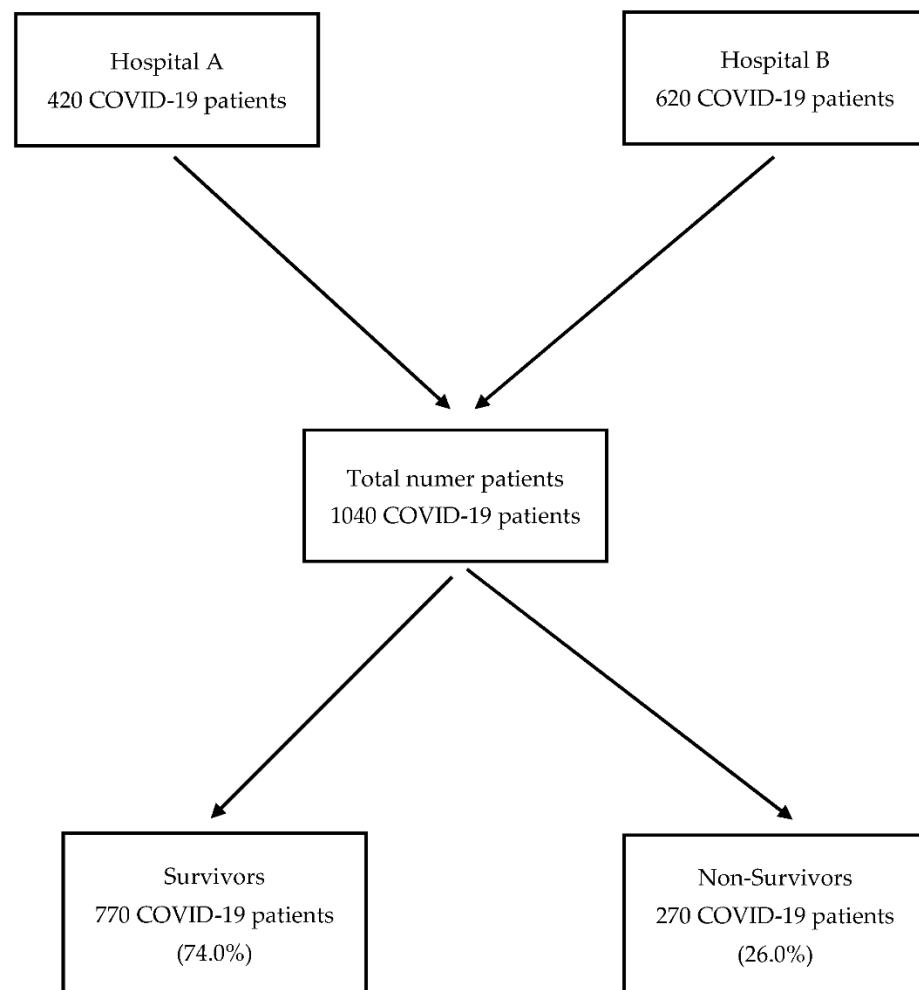 Hospital A
420 COVID-19 patients
Hospital B
620 COVID-19 patients
Total numer patients
1040 COVID-19 patients
Survivors
770 COVID-19 patients
(74.0%)
Non-Survivors
270 COVID-19 patients
(26.0%)